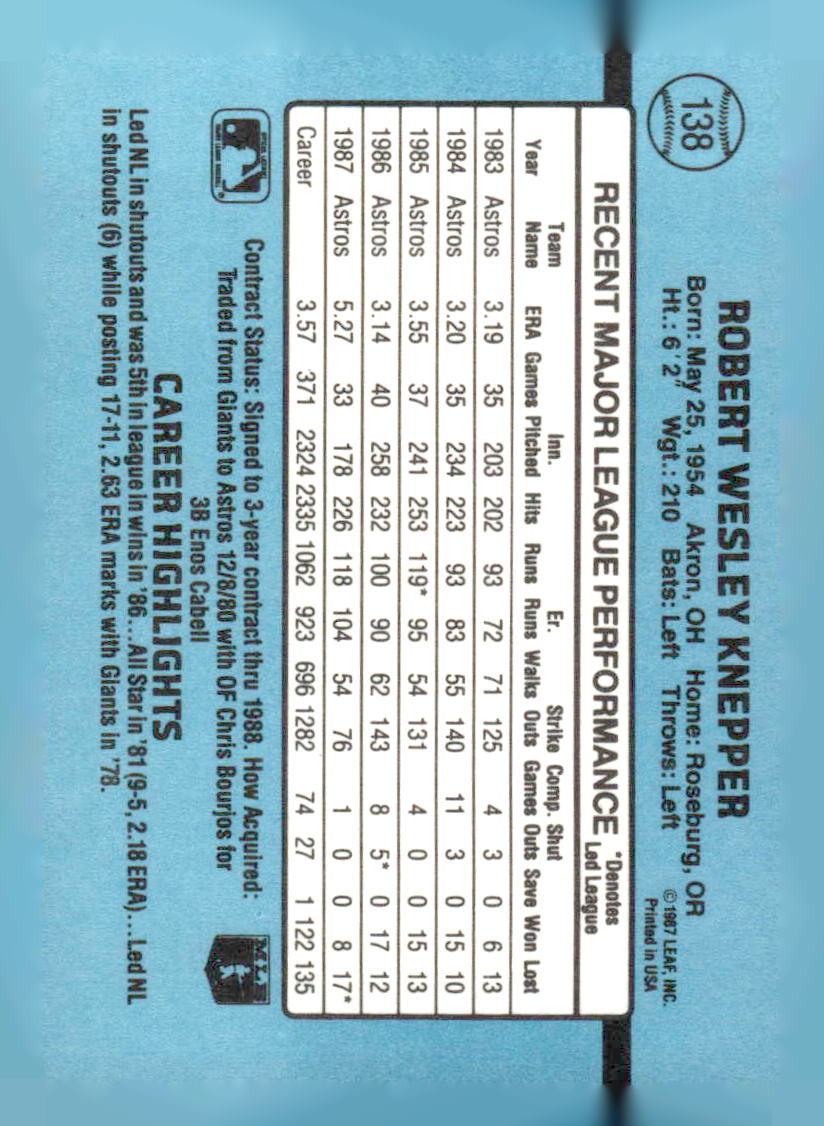 138
ROBERT WESLEY KNEPPER
Born: May 25, 1954 Akron, OH Home: Roseburg, OR
Ht.: 6'2" Wgt.: 210 Bats: Left Throws: Left
©1987 LEAF, INC.
Printed in USA
RECENT MAJOR LEAGUE PERFORMANCE
*Denotes
Led League
Team Inn. Er. Strike Comp. Shut
Year Name ERA Games Pitched Hits Runs Runs Walks Outs Games Outs Save Won Lost
1983 Astros 3.19 35 203 202 93 72 71 125 4 3 0 6 13
1984 Astros 3.20 35 234 223 93 83 55 140 11 3 0 15 10
1985 Astros 3.55 37 241 253 119* 95 54 131 4 0 0 15 13
1986 Astros 3.14 40 258 232 100 90 62 143 8 5* 0 17 12
1987 Astros 5.27 33 178 226 118 104 54 76 1 0 0 8 17*
Career 3.57 371 2324 2335 1062 923 696 1282 74 27 1 122 135
Contract Status: Signed to 3-year contract thru 1988. How Acquired:
Traded from Giants to Astros 12/8/80 with OF Chris Bourjos for
3B Enos Cabell
MLB
CAREER HIGHLIGHTS
Led NL in shutouts and was 5th in league in wins in '86...All Star in '81 (9-5, 2.18 ERA)...Led NL
in shutouts (6) while posting 17-11, 2.63 ERA marks with Giants in '78.